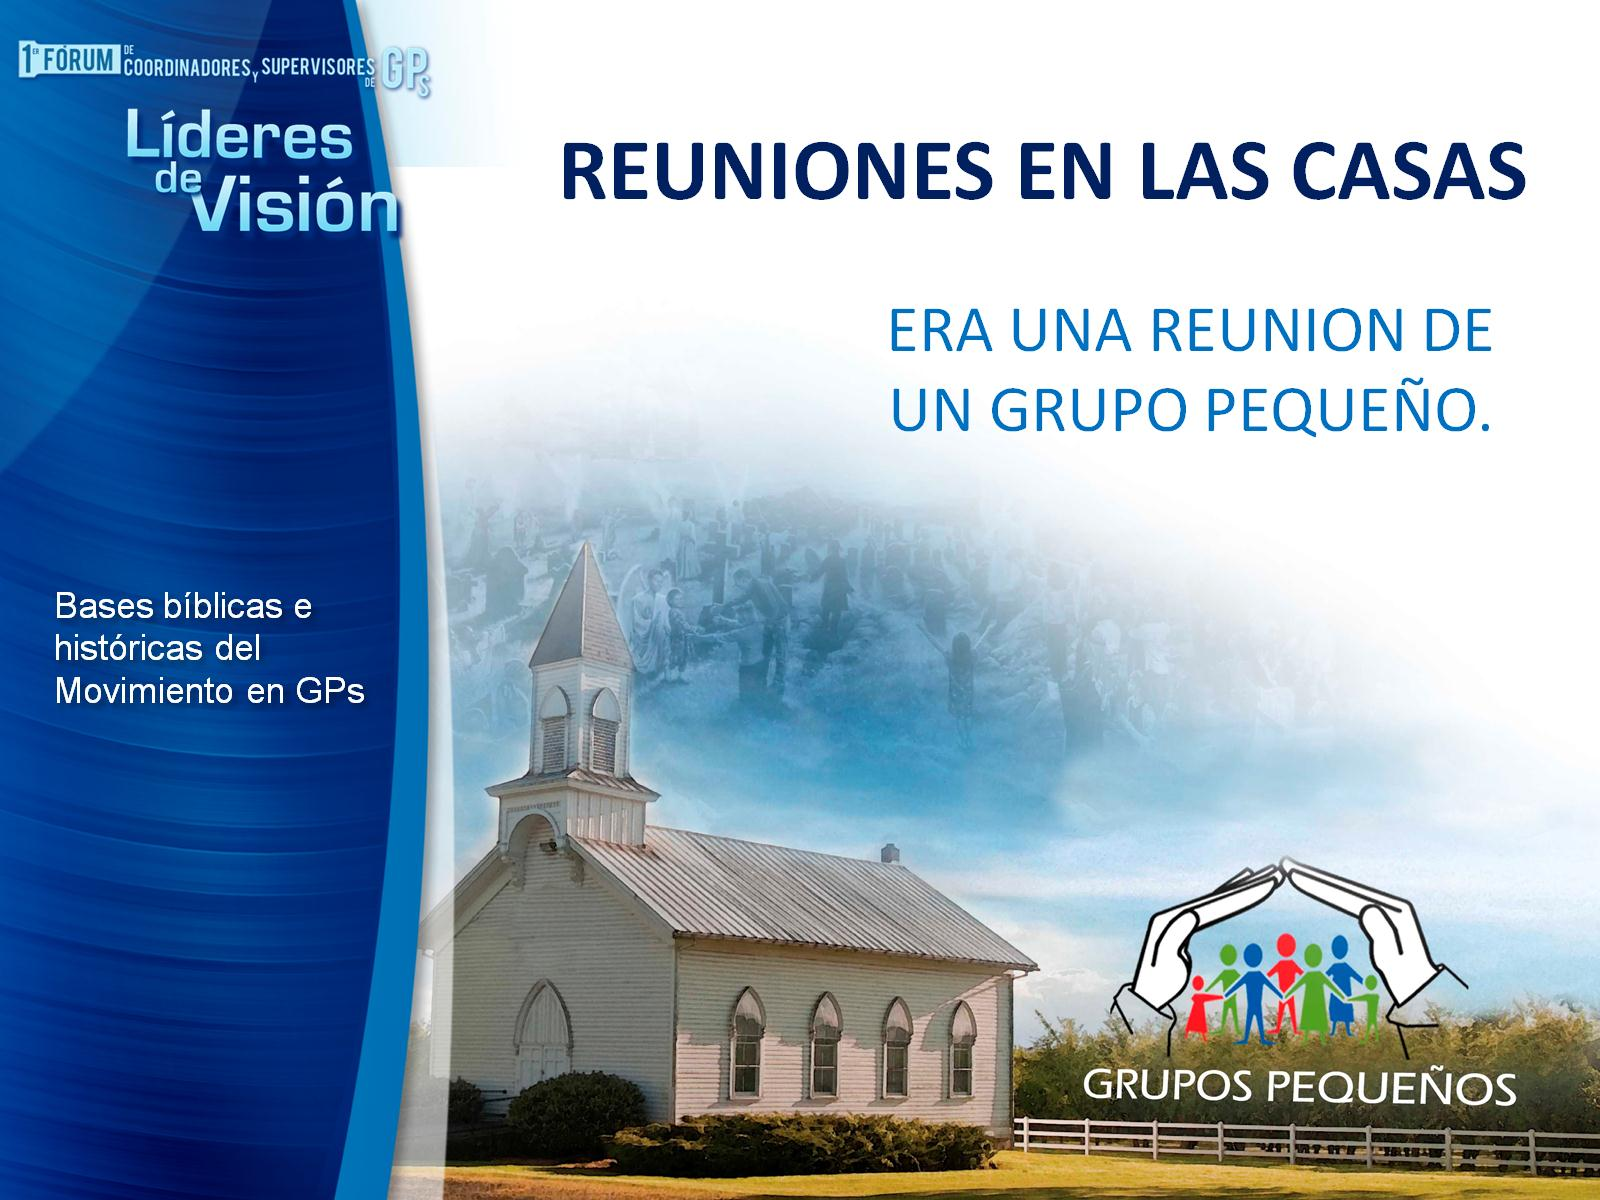 1ER FÓRUM DE COORDINADORES Y SUPERVISORES DE GPs
Líderes
de Visión
REUNIONES EN LAS CASAS
ERA UNA REUNION DE
UN GRUPO PEQUEÑO.
Bases bíblicas e
históricas del
Movimiento en GPs
GRUPOS PEQUEÑOS